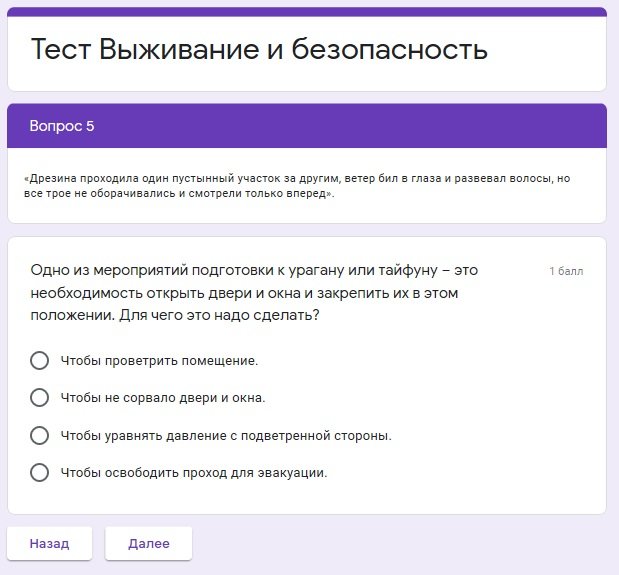 Тест Выживание и безопасность
Вопрос 5
«Дрезина проходила один пустынный участок за другим, ветер бил в глаза и развевал волосы, но
все трое не оборачивались и смотрели только вперед».
Одно из мероприятий подготовки к урагану или тайфуну – это
необходимость открыть двери и окна и закрепить их в этом
положении. Для чего это надо сделать?
1 балл
Чтобы проветрить помещение.
Чтобы не сорвало двери и окна.
Чтобы уравнять давление с подветренной стороны.
Чтобы освободить проход для эвакуации.
Назад
Далее